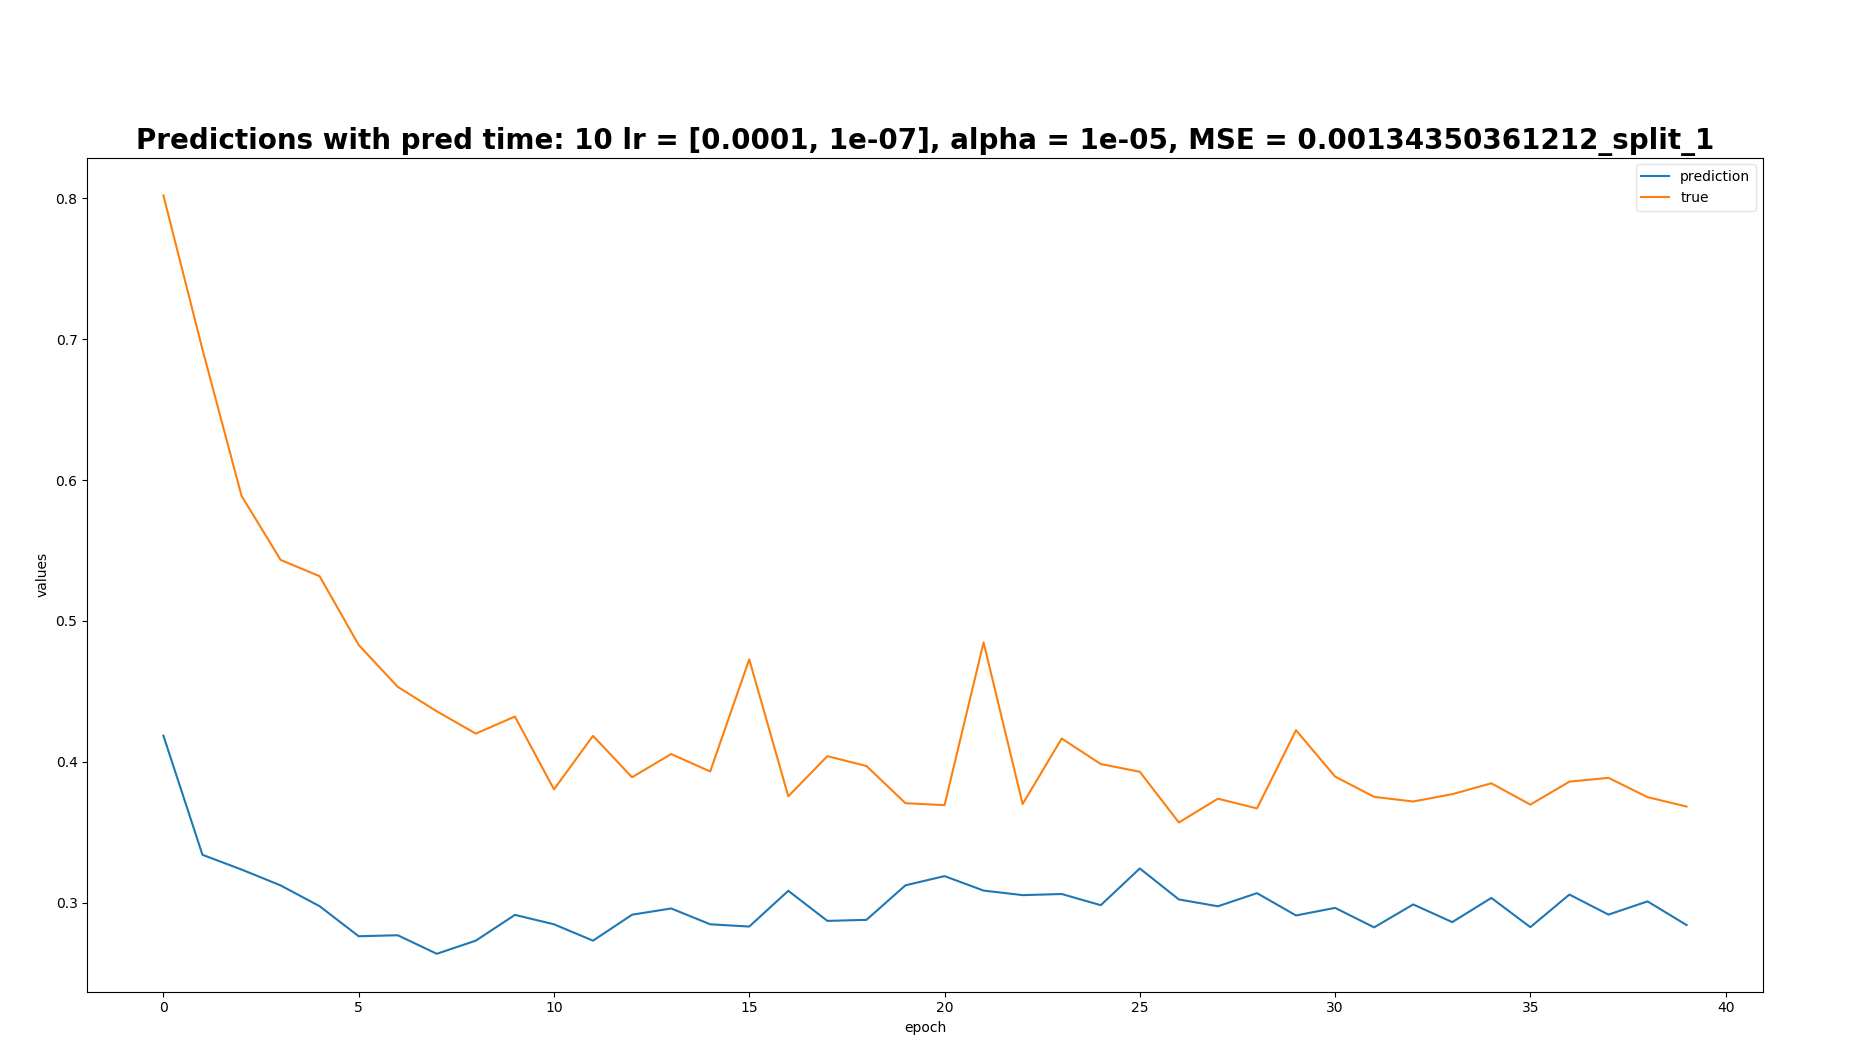 Predictions with pred time: 10 lr = [0.0001, 1e-07], alpha = 1e-05, MSE = 0.00134350361212_split_1
prediction
true
0.8
0.7
0.6
0.5
0.4
0.3
values
0 5 10 15 20 25 30 35 40
epoch